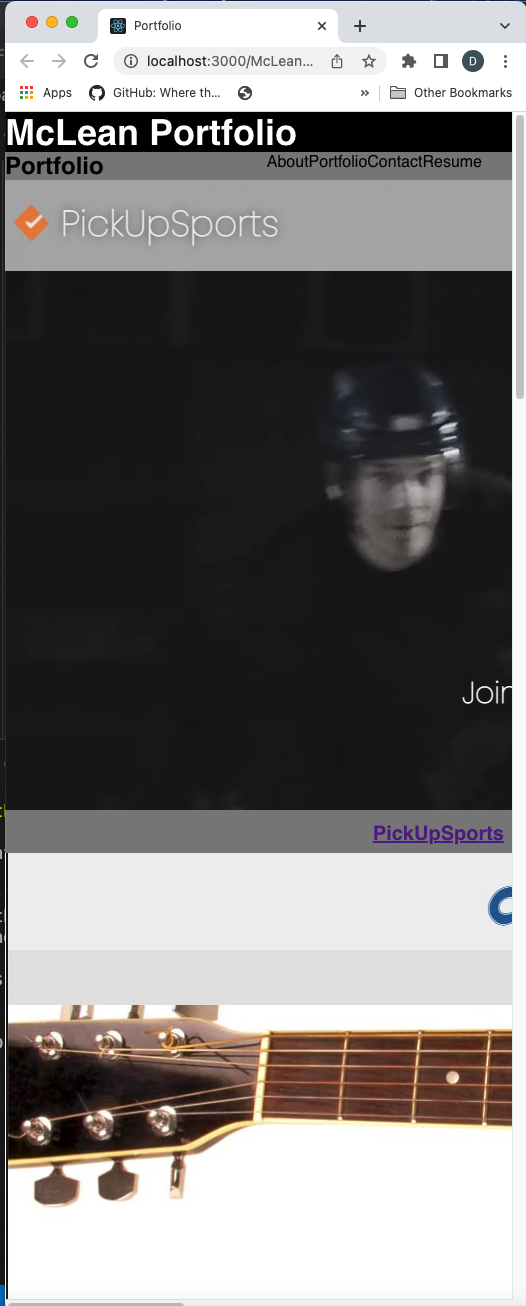 Portfolio
localhost:3000/McLean...
D
Apps
GitHub: Where th...
»
Other Bookmarks
McLean Portfolio
Portfolio
AboutPortfolioContactResume
PickUpSports
Join
PickUpSports